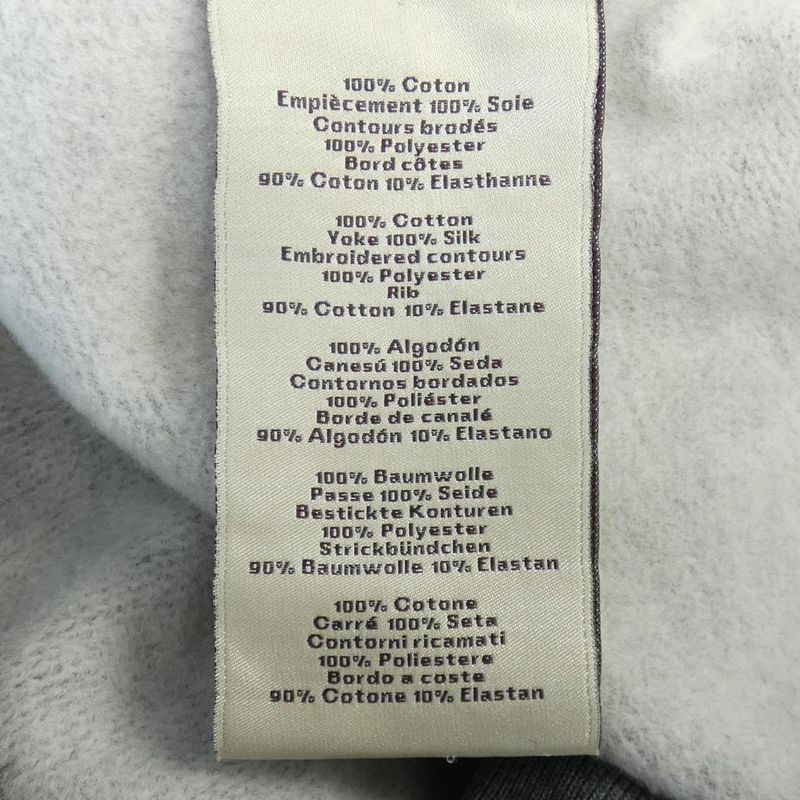 100% Coton
Empiècement 100% Soie
Contours brodés
100% Polyester
Bord côtes
90% Coton 10% Elasthanne
100% Cotton
Yoke 100% Silk
Embroidered contours
100% Polyester
Rib
90% Cotton 10% Elastane
100% Algodón
Canesú 100% Seda
Contornos bordados
100% Poliéster
Borde de canalé
90% Algodón 10% Elastano
100% Baumwolle
Passe 100% Seide
Bestickte Konturen
100% Polyester
Strickbündchen
90% Baumwolle 10% Elastan
100% Cotone
Carré 100% Seta
Contorni ricamati
100% Poliestere
Bordo a coste
90% Cotone 10% Elastan